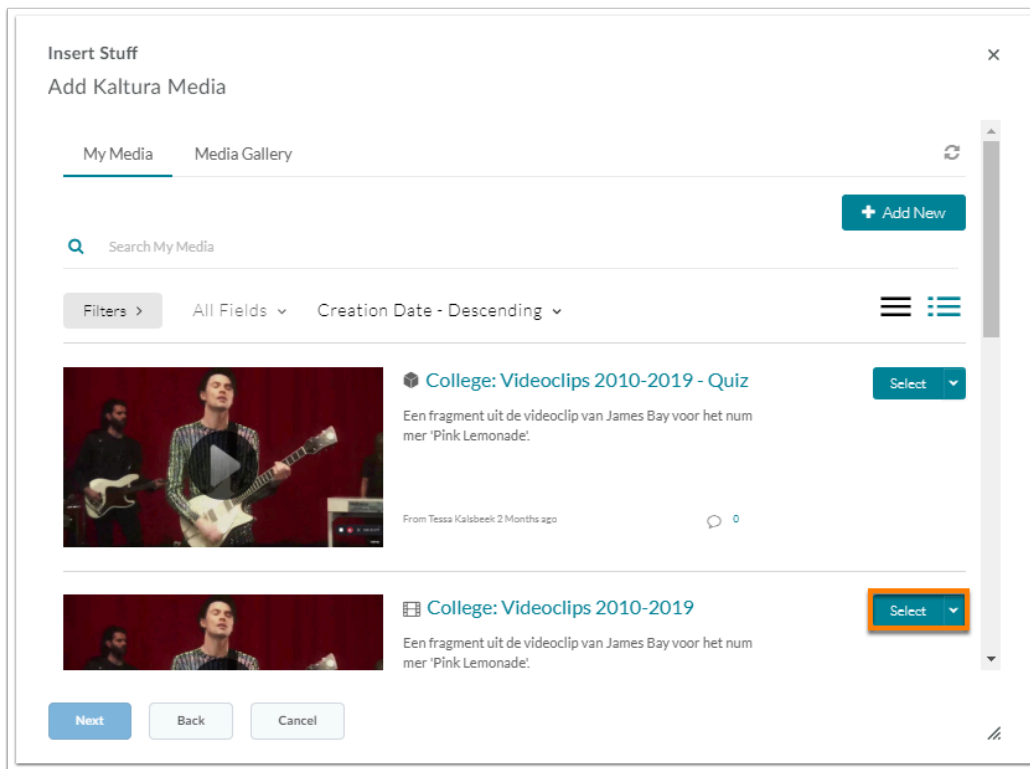 Insert Stuff
Add Kaltura Media
My Media Media Gallery
Add New
Search My Media
Filters All Fields Creation Date - Descending
College: Videoclips 2010-2019 - Quiz Select
Een fragment uit de videoclip van James Bay voor het num
mer 'Pink Lemonade'.
From Tessa Kalsbeek 2 Months ago 0
College: Videoclips 2010-2019 Select
Een fragment uit de videoclip van James Bay voor het num
mer 'Pink Lemonade'.
Next Back Cancel